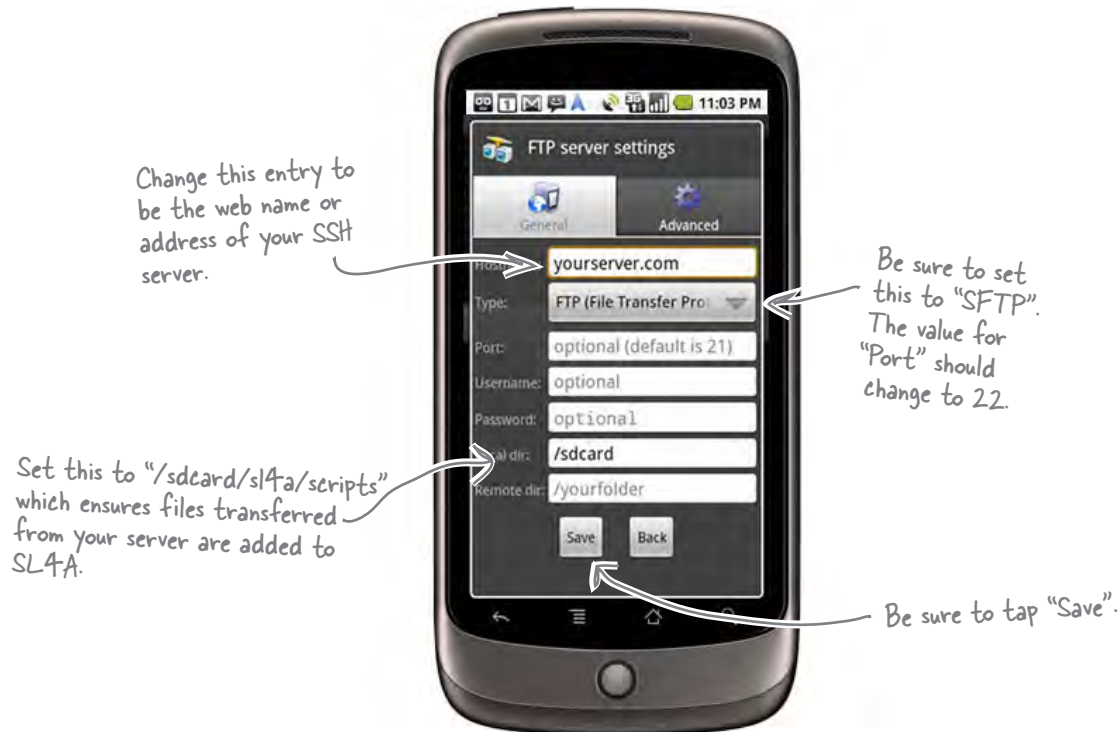 11:03 PM
FTP server settings
General
Advanced
Change this entry to
be the web name or
address of your SSH
server.
yourserver.com
Type:
FTP (File Transfer Pro
Be sure to set
this to "SFTP".
The value for
"Port" should
change to 22.
Port:
optional (default is 21)
Username:
optional
Password:
optional
/sdcard
Set this to "/sdcard/sl4a/scripts"
which ensures files transferred
from your server are added to
SL4A.
Remote dir:
/yourfolder
Save
Back
Be sure to tap "Save".